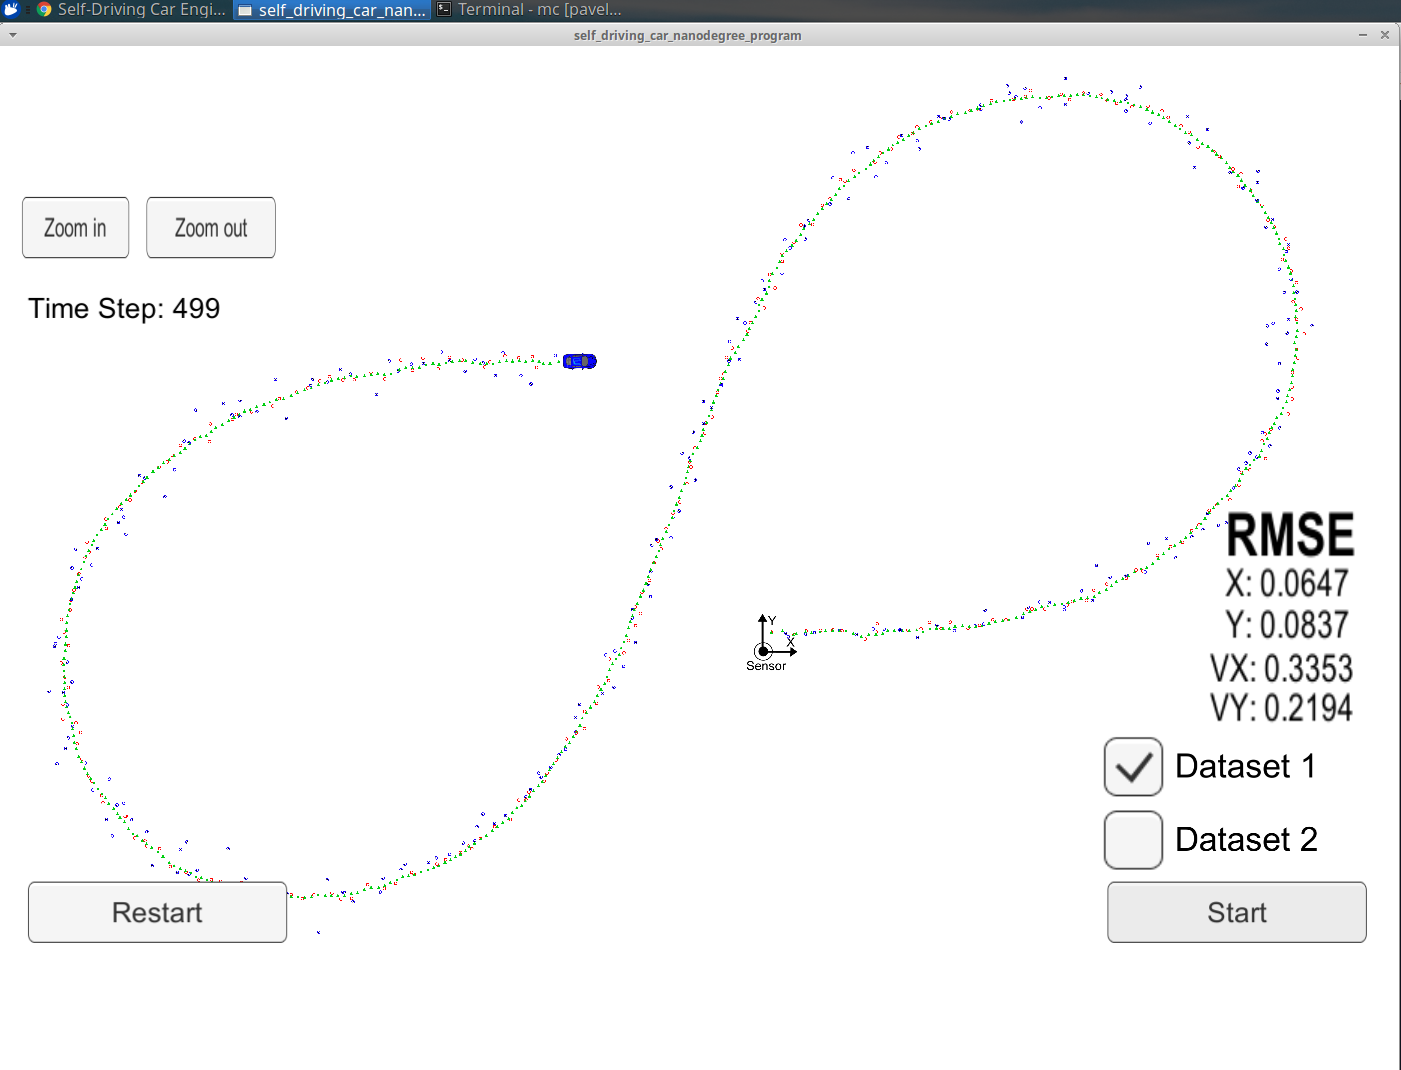 Self-Driving Car Engi...
self_driving_car_nan...
Terminal - mc [pavel...
self_driving_car_nanodegree_program
Zoom in
Zoom out
Time Step: 499
Y
X
Sensor
RMSE
X: 0.0647
Y: 0.0837
VX: 0.3353
VY: 0.2194
Dataset 1
Dataset 2
Restart
Start